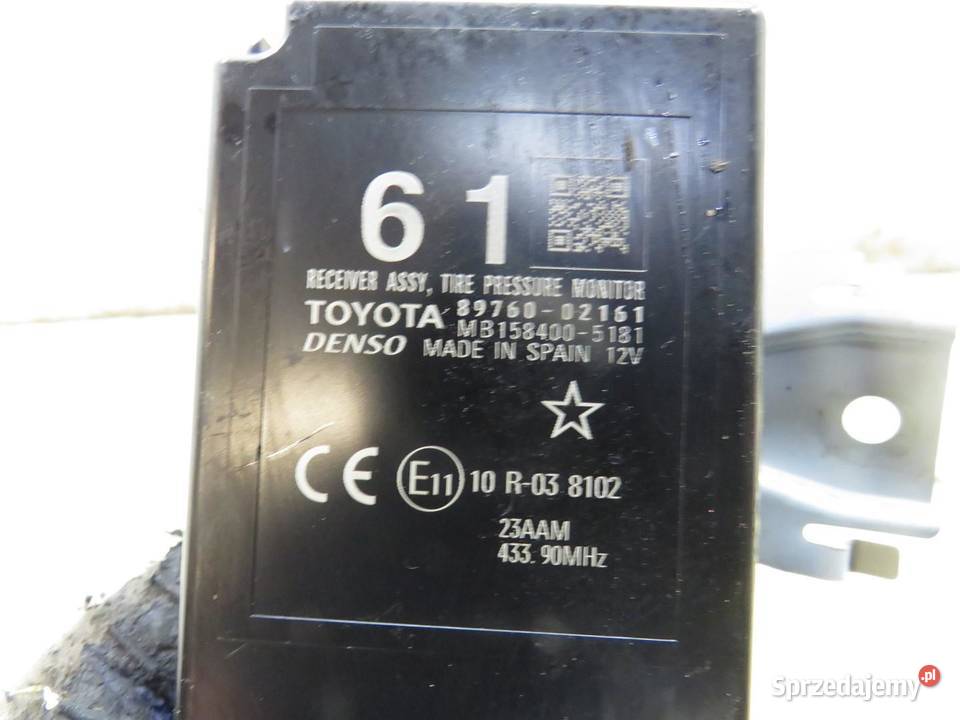 61
RECEIVER ASSY, TIRE PRESSURE MONITOR
TOYOTA 89760-02161
MB158400-5181
DENSO MADE IN SPAIN 12V
CE E11 10 R-03 8102
23AAM
433.90MHz
Sprzedajemy.pl